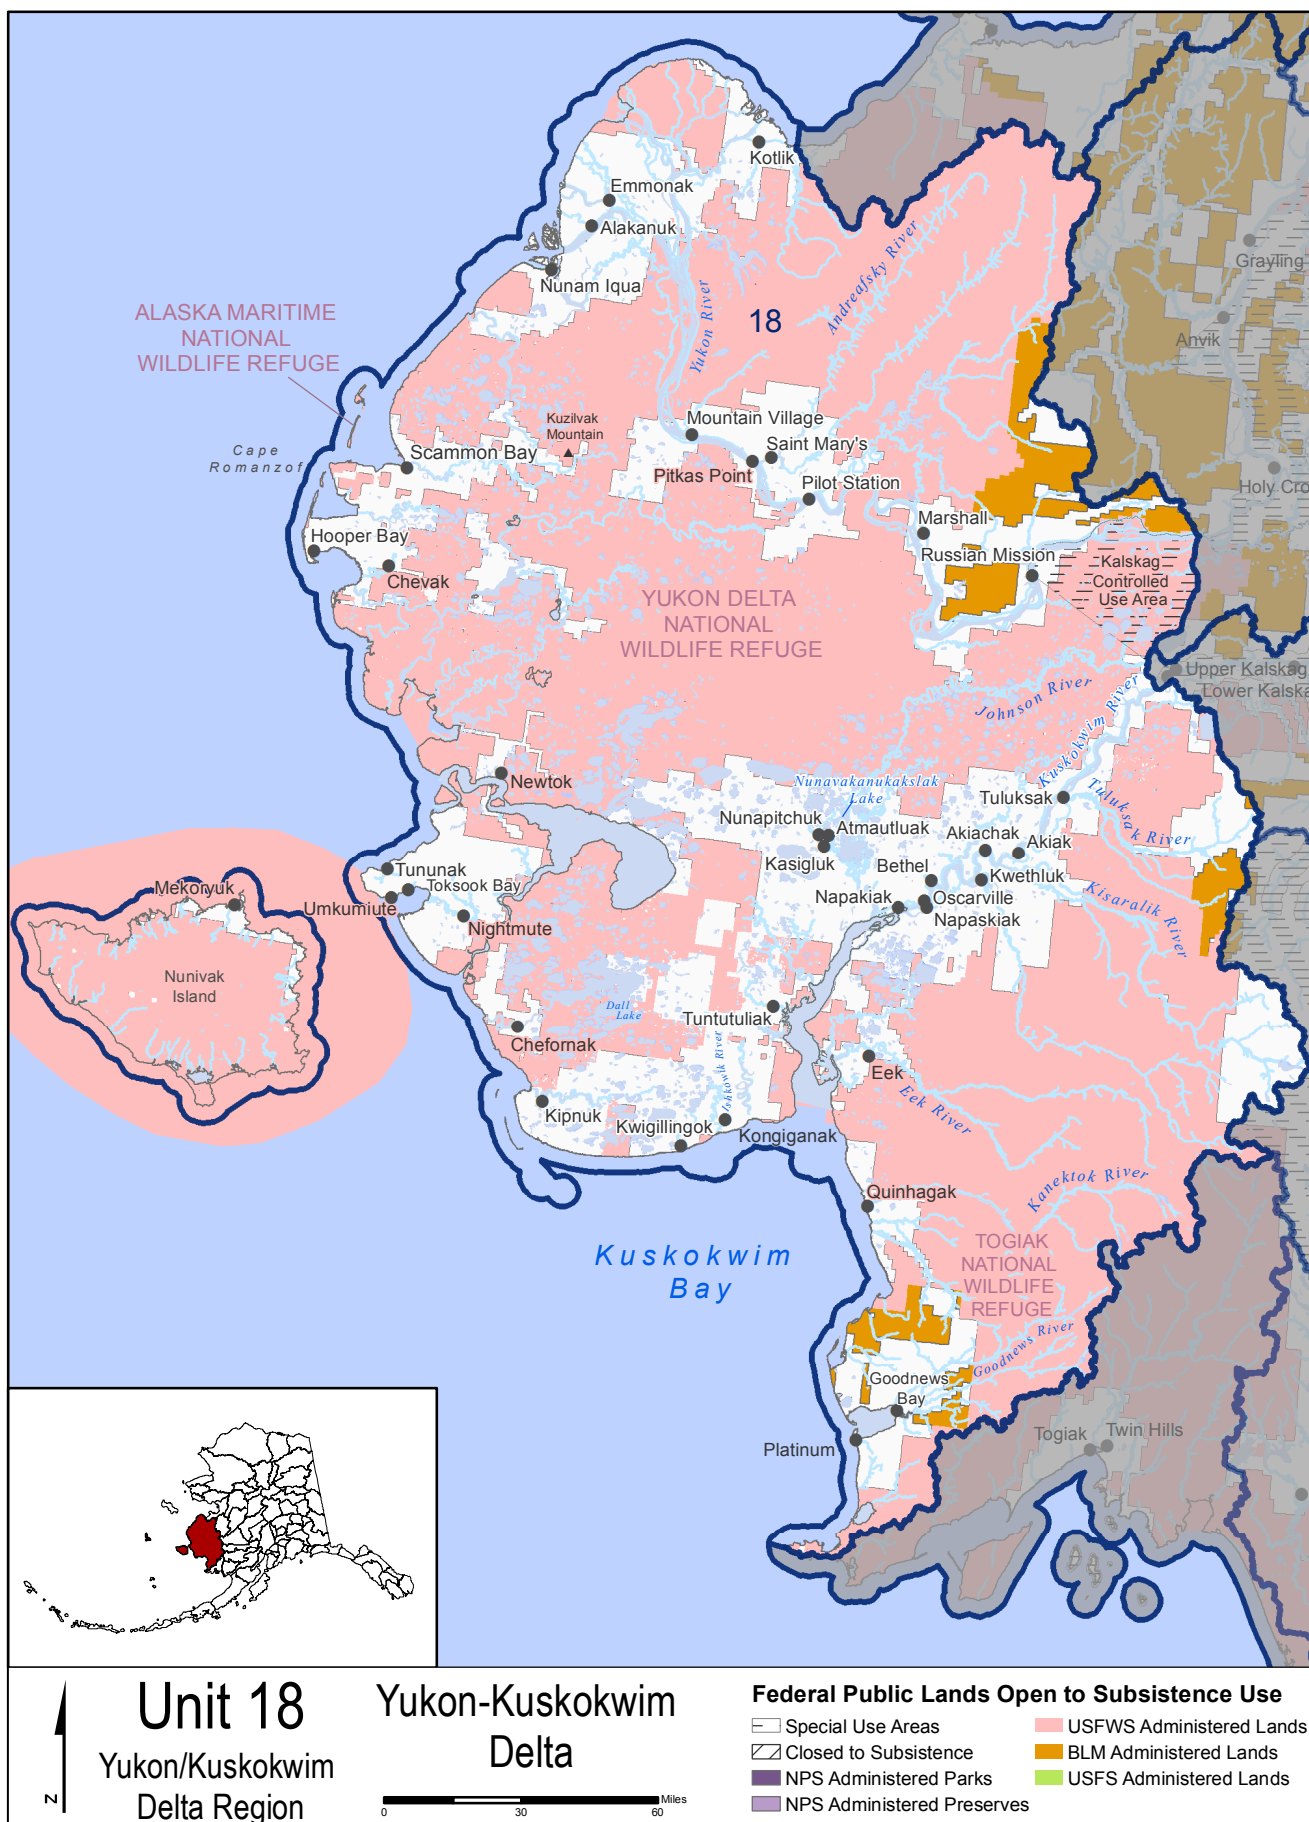 Kotlik
Emmonak
Alakanuk
Nunam Iqua
Andreafsky River
Yukon River
18
Grayling
Anvik
ALASKA MARITIME
NATIONAL
WILDLIFE REFUGE
Cape
Romanzof
Kuzilvak
Mountain
Mountain Village
Saint Mary's
Scammon Bay
Pitkas Point
Pilot Station
Holy Cro
Marshall
Hooper Bay
Russian Mission
Chevak
Kalskag
Controlled
Use Area
YUKON DELTA
NATIONAL
WILDLIFE REFUGE
Upper Kalskag
Lower Kalska
Johnson River
Kuskokwim River
Newtok
Nunavakanukakslak
Lake
Tuluksak
Tuluksak River
Nunapitchuk
Atmautluak
Akiachak
Akiak
Kasigluk
Bethel
Kwethluk
Tununak
Toksook Bay
Mekoryuk
Umkumiute
Napakiak
Oscarville
Napaskiak
Kisaralik River
Nightmute
Nunivak
Island
Dall
Lake
Tuntutuliak
Chefornak
Ishkowik River
Eek
Eek River
Kipnuk
Kwigillingok
Kongiganak
Quinhagak
Kanektok River
Kuskokwim
Bay
TOGIAK
NATIONAL
WILDLIFE
REFUGE
Goodnews River
Goodnews
Bay
Platinum
Togiak
Twin Hills
N
Unit 18
Yukon/Kuskokwim
Delta Region
Yukon-Kuskokwim
Delta
Miles
0 30 60
Federal Public Lands Open to Subsistence Use
Special Use Areas
Closed to Subsistence
NPS Administered Parks
NPS Administered Preserves
USFWS Administered Lands
BLM Administered Lands
USFS Administered Lands